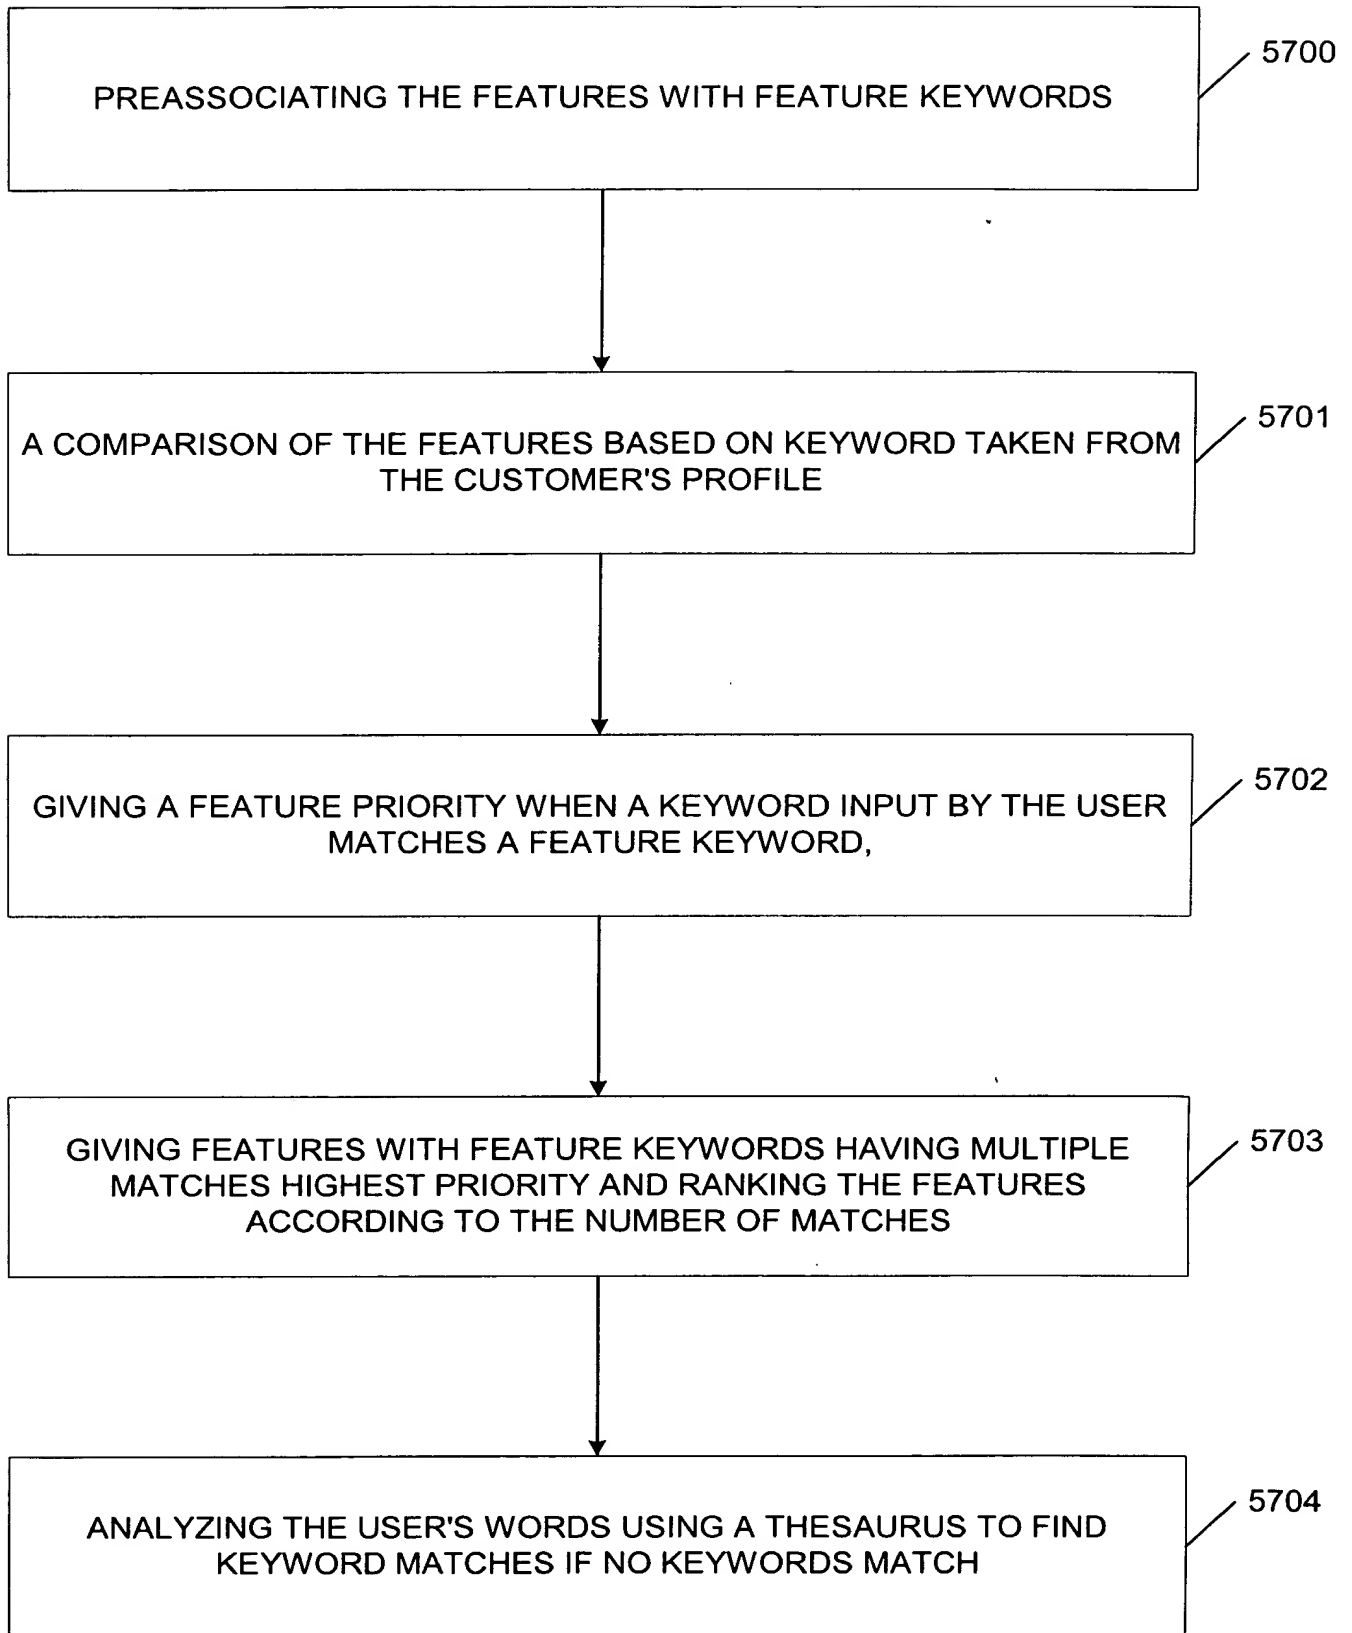 5700
PREASSOCIATING THE FEATURES WITH FEATURE KEYWORDS
5701
A COMPARISON OF THE FEATURES BASED ON KEYWORD TAKEN FROM
THE CUSTOMER'S PROFILE
5702
GIVING A FEATURE PRIORITY WHEN A KEYWORD INPUT BY THE USER
MATCHES A FEATURE KEYWORD,
5703
GIVING FEATURES WITH FEATURE KEYWORDS HAVING MULTIPLE
MATCHES HIGHEST PRIORITY AND RANKING THE FEATURES
ACCORDING TO THE NUMBER OF MATCHES
5704
ANALYZING THE USER'S WORDS USING A THESAURUS TO FIND
KEYWORD MATCHES IF NO KEYWORDS MATCH